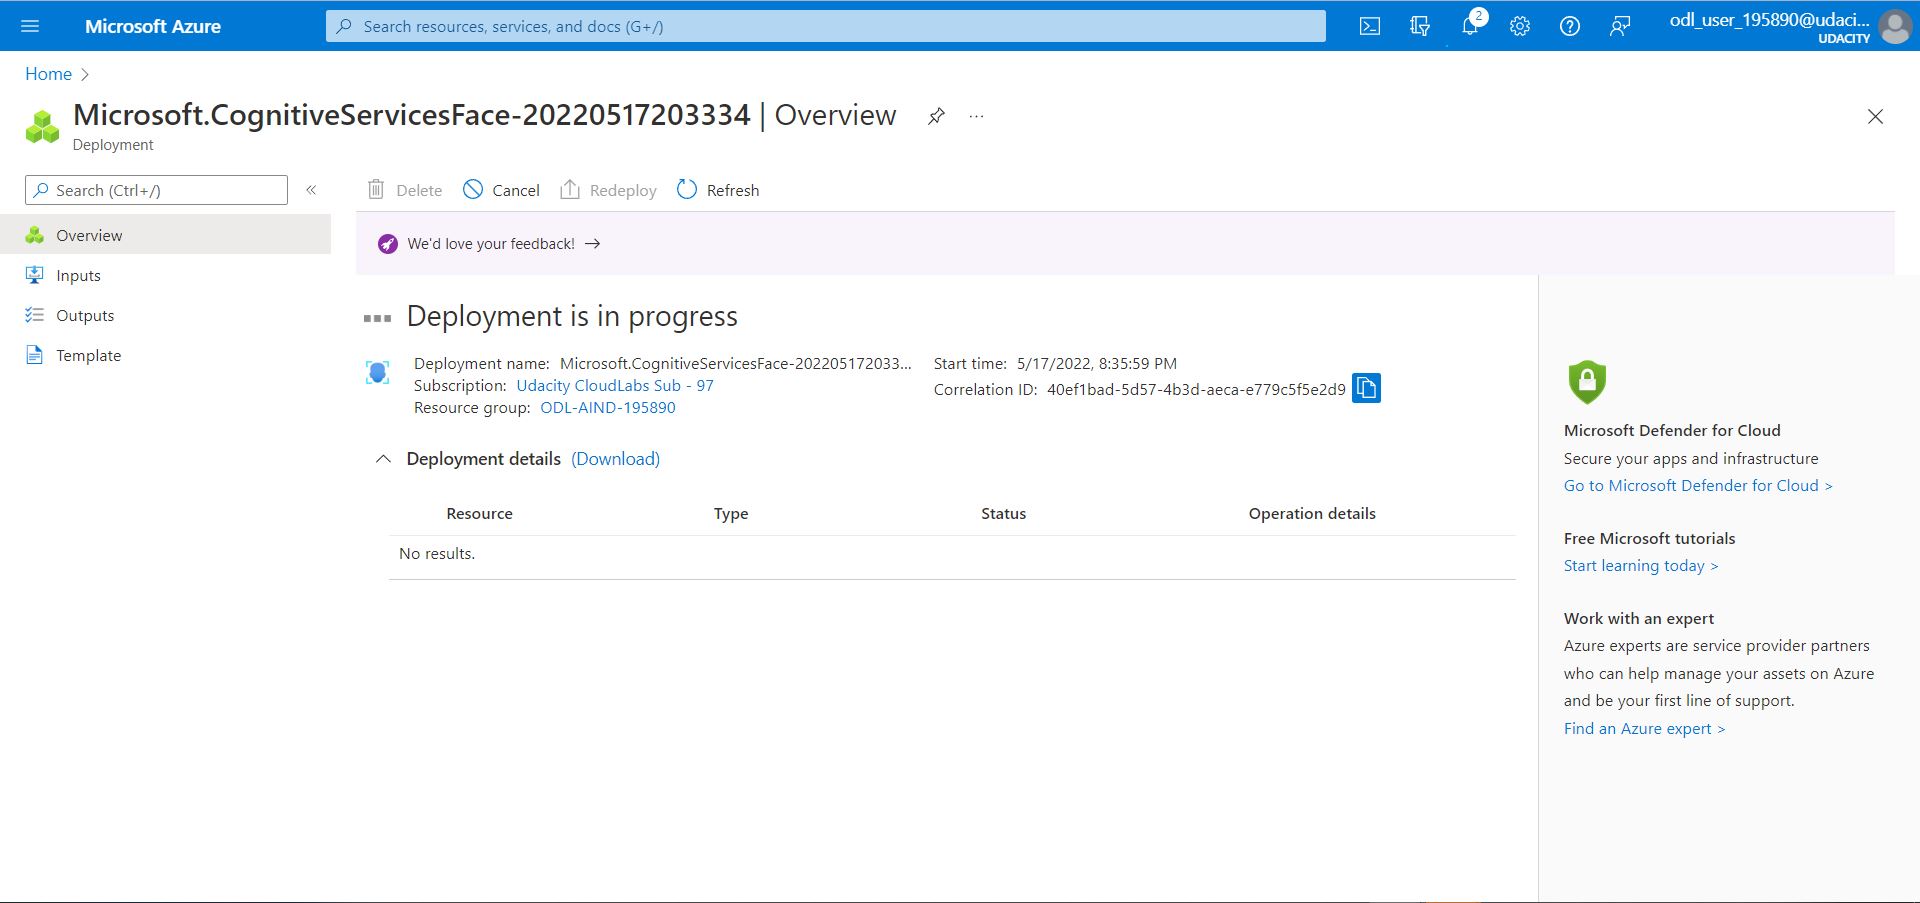 Microsoft Azure
Search resources, services, and docs (G+/)
2
odl_user_195890@udaci...
UDACITY
Home
Microsoft.CognitiveServicesFace-20220517203334 | Overview
...
Deployment
Search (Ctrl+/)
«
Delete
Cancel
Redeploy
Refresh
Overview
Inputs
Outputs
Template
We'd love your feedback! →
Deployment is in progress
Deployment name: Microsoft.CognitiveServicesFace-202205172033...
Subscription: Udacity CloudLabs Sub - 97
Resource group: ODL-AIND-195890
Start time: 5/17/2022, 8:35:59 PM
Correlation ID: 40ef1bad-5d57-4b3d-aeca-e779c5f5e2d9
Deployment details (Download)
Resource Type Status Operation details
No results.
Microsoft Defender for Cloud
Secure your apps and infrastructure
Go to Microsoft Defender for Cloud >
Free Microsoft tutorials
Start learning today >
Work with an expert
Azure experts are service provider partners
who can help manage your assets on Azure
and be your first line of support.
Find an Azure expert >